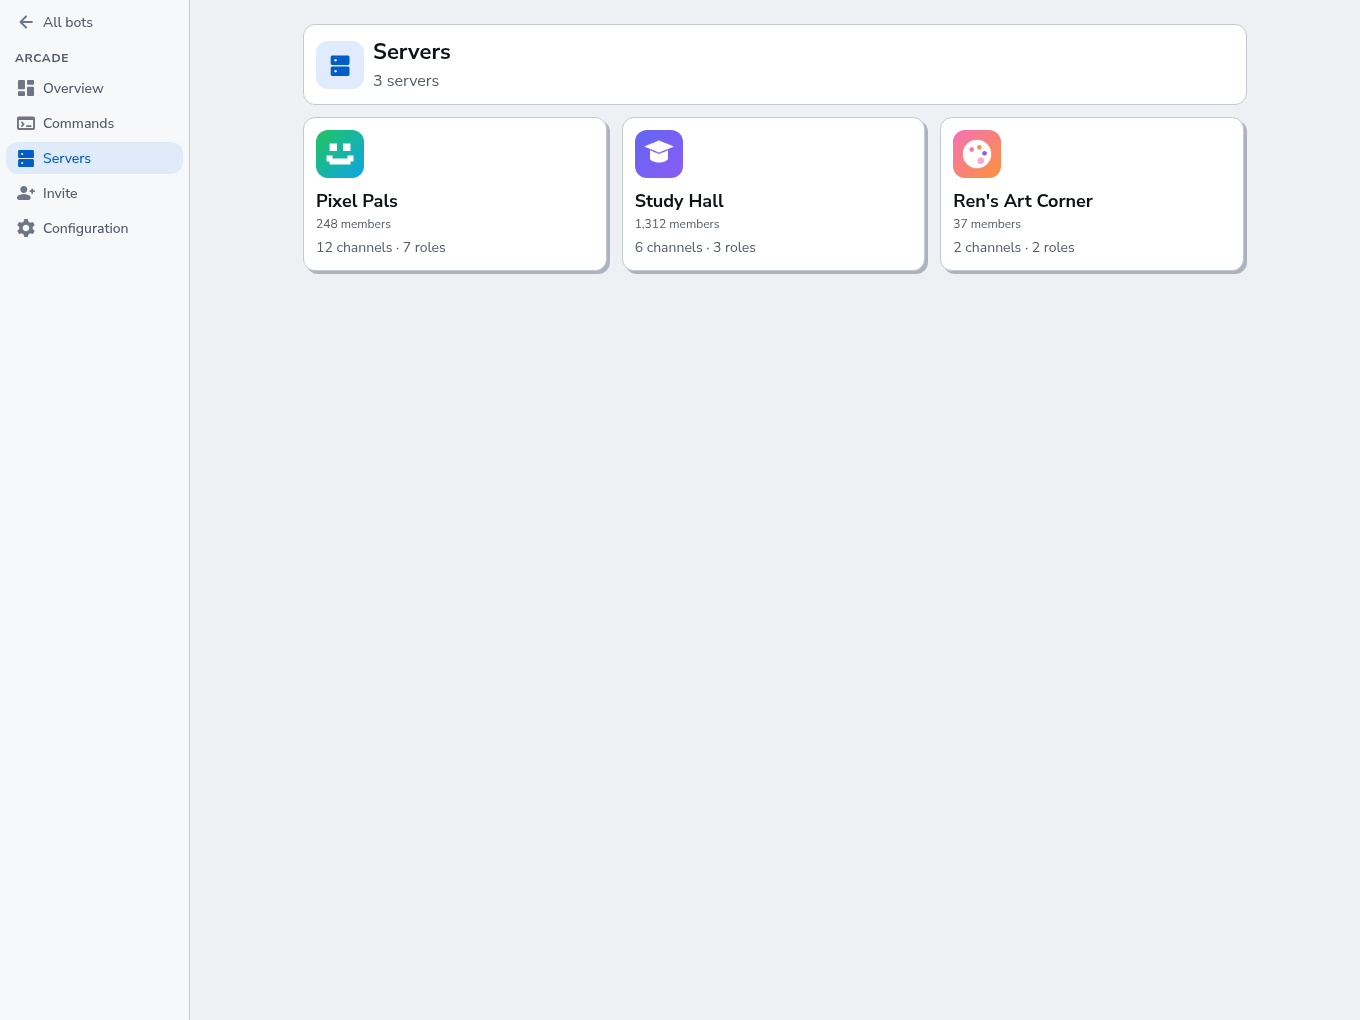 All bots
ARCADE
Overview
Commands
Servers
Invite
Configuration
Servers
3 servers
Pixel Pals
248 members
12 channels · 7 roles
Study Hall
1,312 members
6 channels · 3 roles
Ren's Art Corner
37 members
2 channels · 2 roles